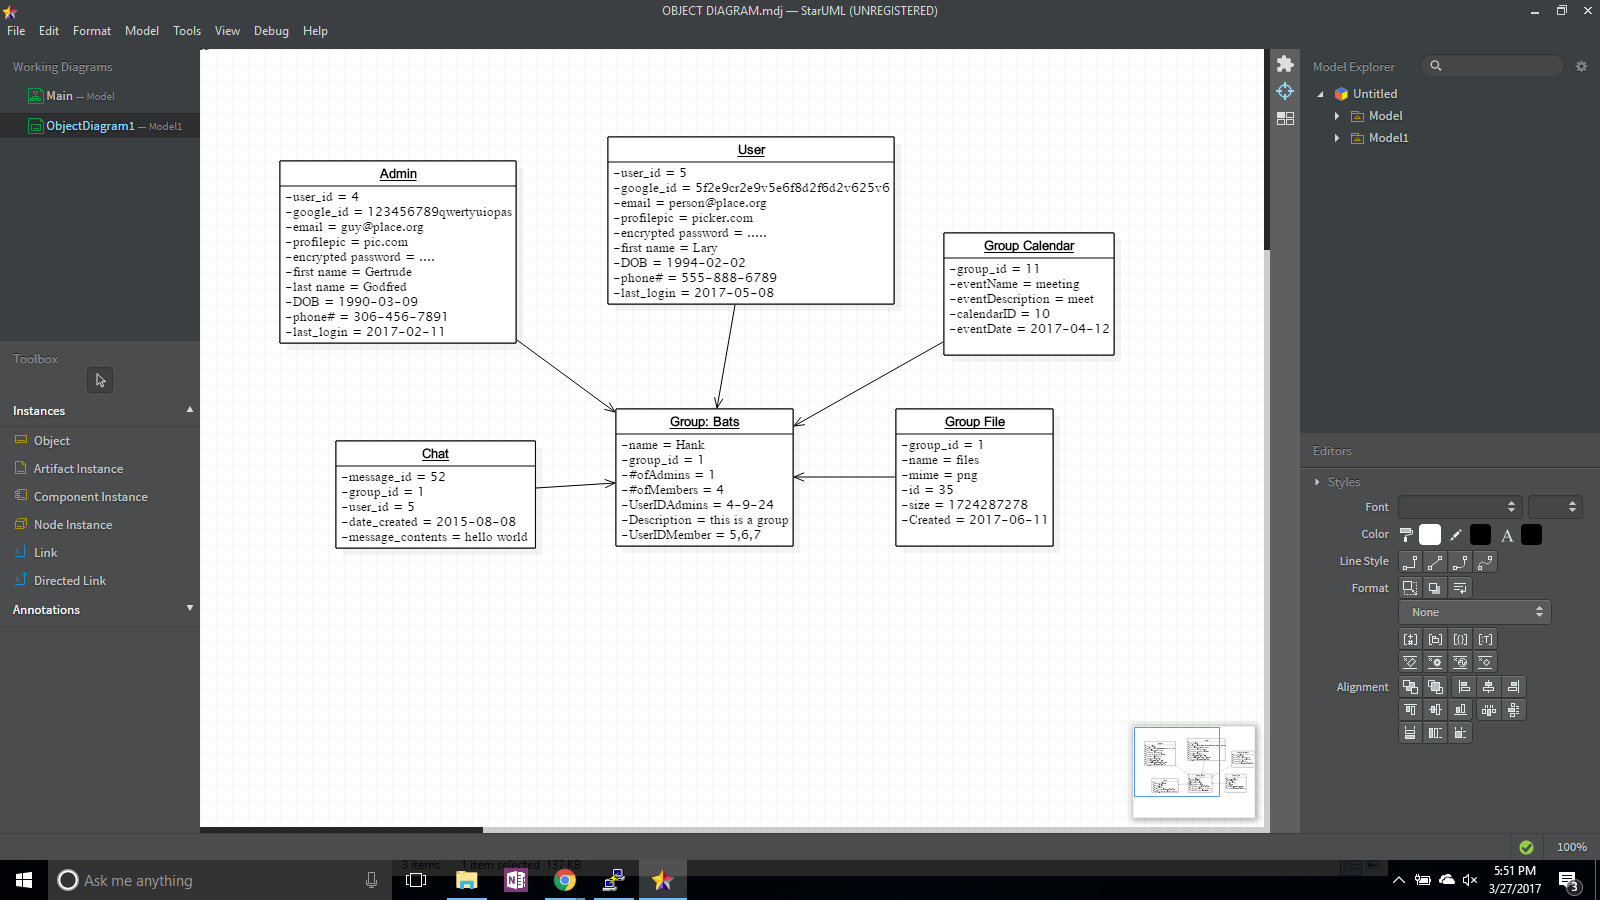 OBJECT DIAGRAM.mdj — StarUML (UNREGISTERED)
File Edit Format Model Tools View Debug Help
Working Diagrams
Main — Model
ObjectDiagram1 — Model1
Toolbox
Instances
Object
Artifact Instance
Component Instance
Node Instance
Link
Directed Link
Annotations
Admin
-user_id = 4
-google_id = 123456789qwertyuiopas
-email = guy@place.org
-profilepic = pic.com
-encrypted password = ....
-first name = Gertrude
-last name = Godfred
-DOB = 1990-03-09
-phone# = 306-456-7891
-last_login = 2017-02-11
User
-user_id = 5
-google_id = 5f2e9cr2e9v5e6f8d2f6d2v625v6
-email = person@place.org
-profilepic = picker.com
-encrypted password = .....
-first name = Lary
-DOB = 1994-02-02
-phone# = 555-888-6789
-last_login = 2017-05-08
Group Calendar
-group_id = 11
-eventName = meeting
-eventDescription = meet
-calendarID = 10
-eventDate = 2017-04-12
Chat
-message_id = 52
-group_id = 1
-user_id = 5
-date_created = 2015-08-08
-message_contents = hello world
Group: Bats
-name = Hank
-group_id = 1
-#ofAdmins = 1
-#ofMembers = 4
-UserIDAdmins = 4-9-24
-Description = this is a group
-UserIDMember = 5,6,7
Group File
-group_id = 1
-name = files
-mime = png
-id = 35
-size = 1724287278
-Created = 2017-06-11
Model Explorer
Untitled
Model
Model1
Editors
Styles
Font
Color
A
Line Style
Format
None
Alignment
100%
3 items 1 item selected 137 KB
Ask me anything
N
5:51 PM
3/27/2017
3